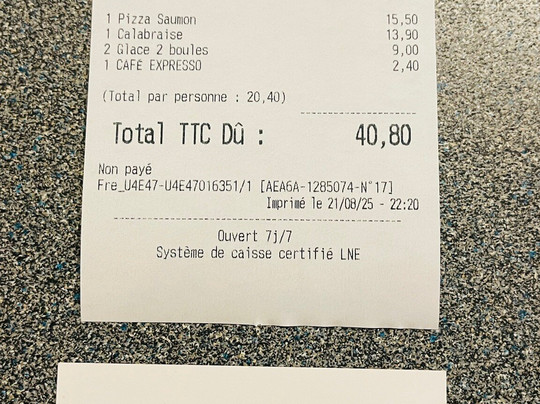 1 Pizza Saumon 15,50
1 Calabraise 13,90
2 Glace 2 boules 9,00
1 CAFÉ EXPRESSO 2,40
(Total par personne : 20,40)
Total TTC Dû : 40,80
Non payé
Fre_U4E47-U4E47016351/1 [AEA6A-1285074-N°17]
Imprimé le 21/08/25 - 22:20
Ouvert 7j/7
Système de caisse certifié LNE